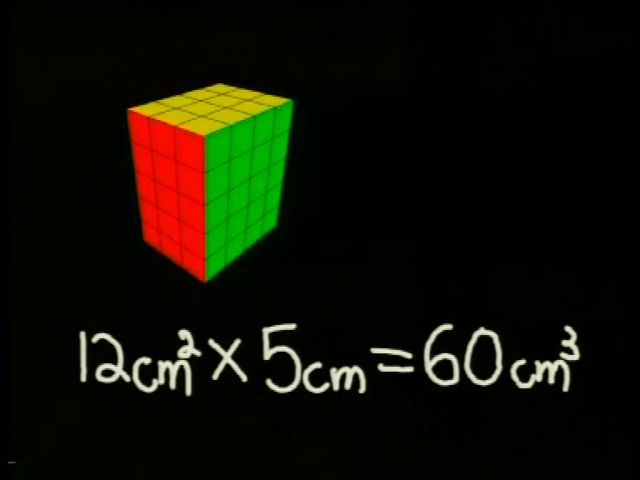 12cm² × 5cm = 60cm³